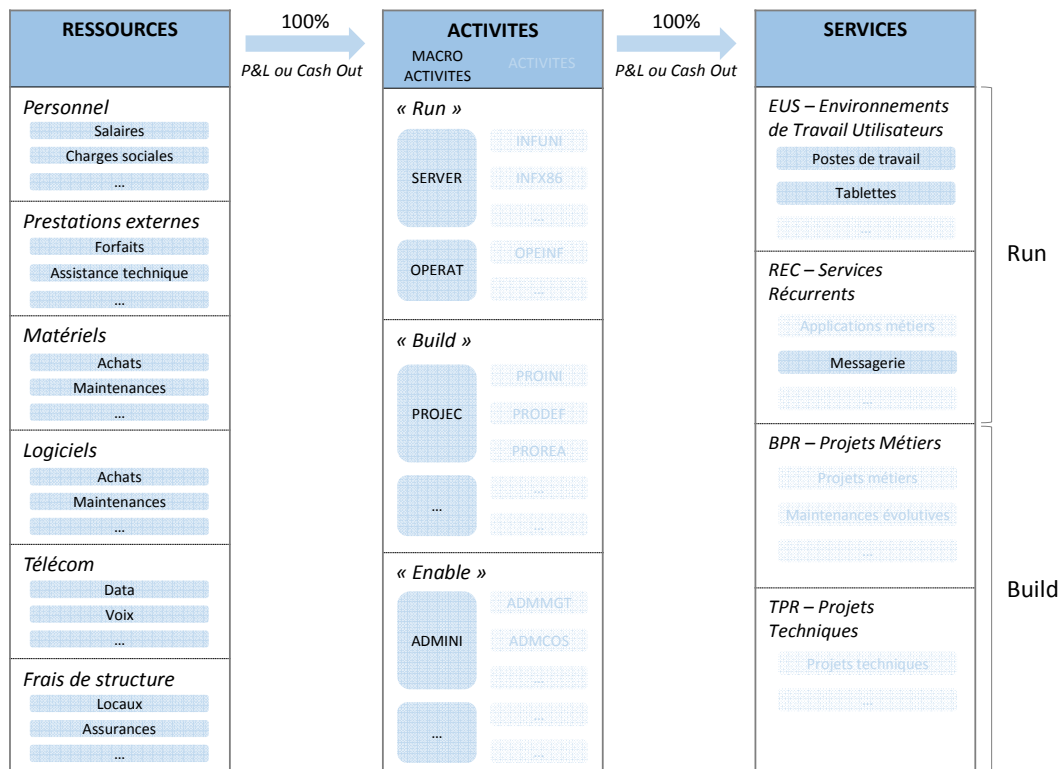 RESSOURCES
Personnel
Salaires
Charges sociales
...
Prestations externes
Forfaits
Assistance technique
...
Matériels
Achats
Maintenances
...
Logiciels
Achats
Maintenances
...
Télécom
Data
Voix
...
Frais de structure
Locaux
Assurances
...
100%
P&L ou Cash Out
ACTIVITES
MACRO
ACTIVITES
ACTIVITES
« Run »
SERVER
INFUNI
INFX86
...
OPERAT
OPEINF
...
« Build »
PROJEC
PROINI
PRODEF
PROREA
...
...
...
« Enable »
ADMINI
ADMMGT
ADMCOS
...
...
...
...
100%
P&L ou Cash Out
SERVICES
EUS – Environnements
de Travail Utilisateurs
Postes de travail
Tablettes
...
REC – Services
Récurrents
Applications métiers
Messagerie
...
Run
BPR – Projets Métiers
Projets métiers
Maintenances évolutives
...
TPR – Projets
Techniques
Projets techniques
...
Build